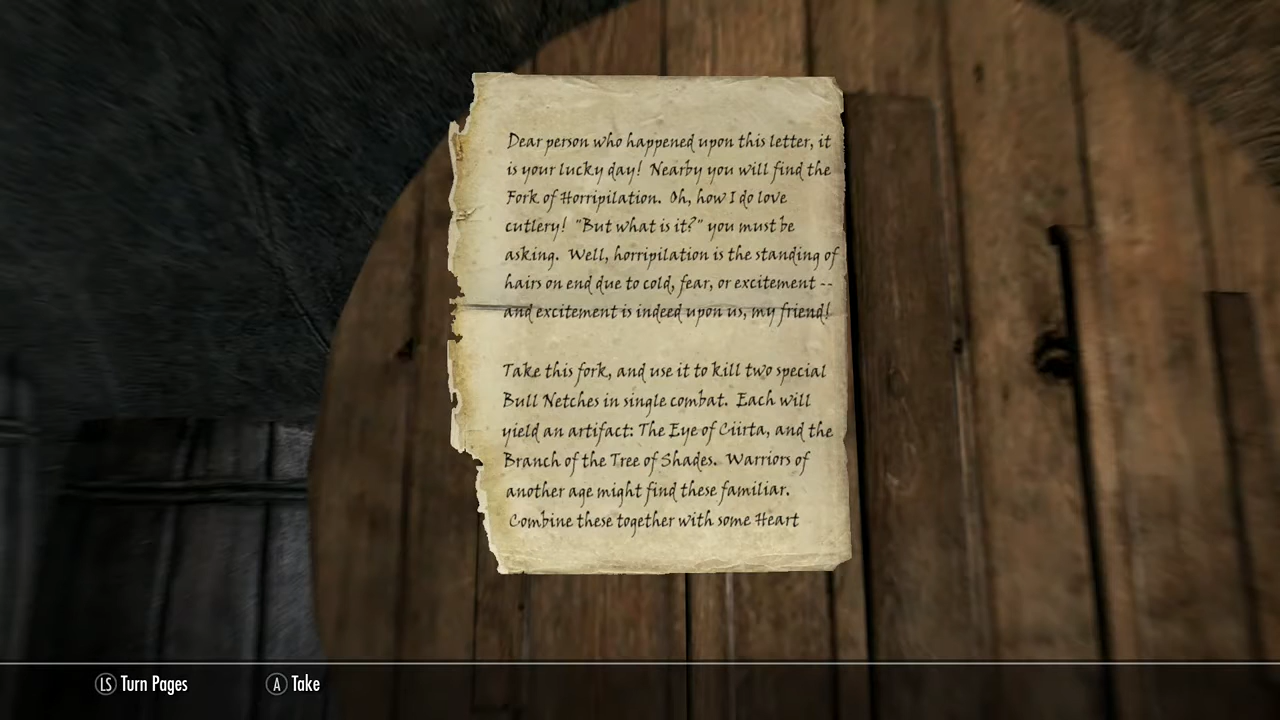 Dear person who happened upon this letter, it
is your lucky day! Nearby you will find the
Fork of Horripilation. Oh, how I do love
cutlery! "But what is it?" you must be
asking. Well, horripilation is the standing of
hairs on end due to cold, fear, or excitement --
and excitement is indeed upon us, my friend!
Take this fork, and use it to kill two special
Bull Netches in single combat. Each will
yield an artifact: The Eye of Ciirta, and the
Branch of the Tree of Shades. Warriors of
another age might find these familiar.
Combine these together with some Heart
LS Turn Pages
A Take